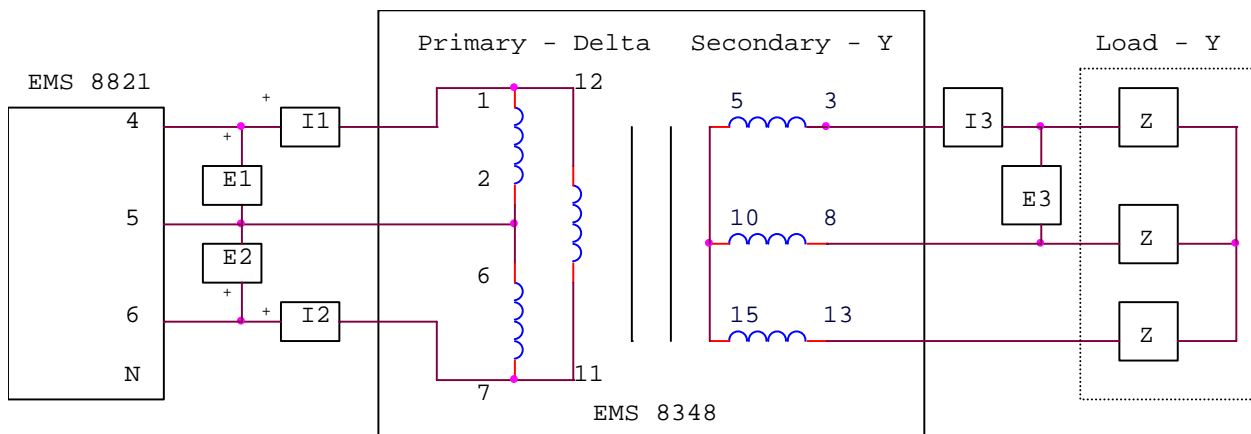 Primary - Delta Secondary - Y Load - Y
EMS 8821
12
1 5 3
4 + + I1 I3 Z
E1
2
E3
10 8
5 Z
E2
6
15 13
6 + + I2 Z
N
11
7
EMS 8348